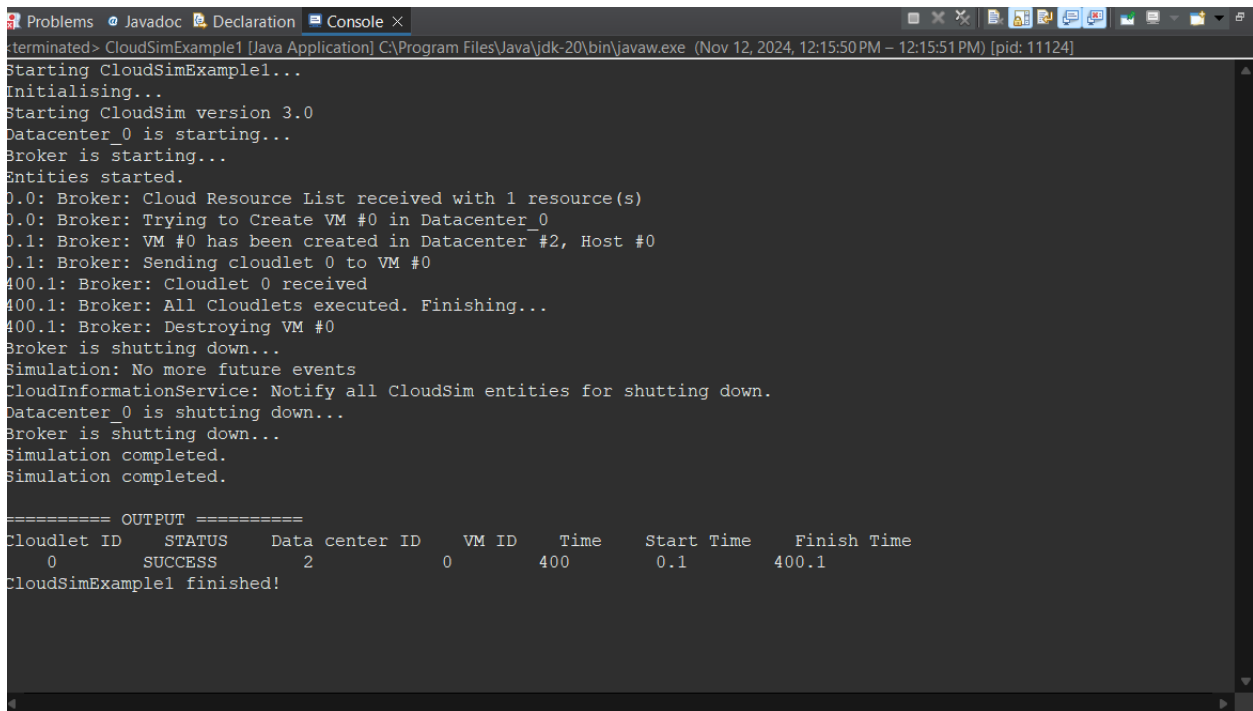 Problems @ Javadoc Declaration Console ×
<terminated> CloudSimExample1 [Java Application] C:\Program Files\Java\jdk-20\bin\javaw.exe (Nov 12, 2024, 12:15:50 PM – 12:15:51 PM) [pid: 11124]
Starting CloudSimExample1...
Initialising...
Starting CloudSim version 3.0
Datacenter_0 is starting...
Broker is starting...
Entities started.
0.0: Broker: Cloud Resource List received with 1 resource(s)
0.0: Broker: Trying to Create VM #0 in Datacenter_0
0.1: Broker: VM #0 has been created in Datacenter #2, Host #0
0.1: Broker: Sending cloudlet 0 to VM #0
400.1: Broker: Cloudlet 0 received
400.1: Broker: All Cloudlets executed. Finishing...
400.1: Broker: Destroying VM #0
Broker is shutting down...
Simulation: No more future events
CloudInformationService: Notify all CloudSim entities for shutting down.
Datacenter_0 is shutting down...
Broker is shutting down...
Simulation completed.
Simulation completed.
========== OUTPUT ==========
Cloudlet ID    STATUS    Data center ID    VM ID    Time    Start Time    Finish Time
0    SUCCESS    2    0    400    0.1    400.1
CloudSimExample1 finished!